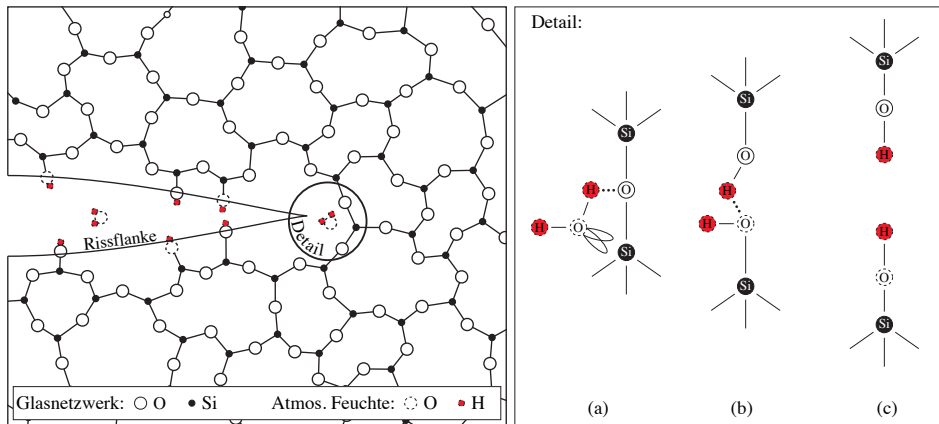 Rissflanke
Detail
Glasnetzwerk: O Si Atmos. Feuchte: O H
Detail:
Si
O
H
H
O
Si
(a)
Si
O
H
H
O
Si
(b)
Si
O
H
H
O
Si
(c)